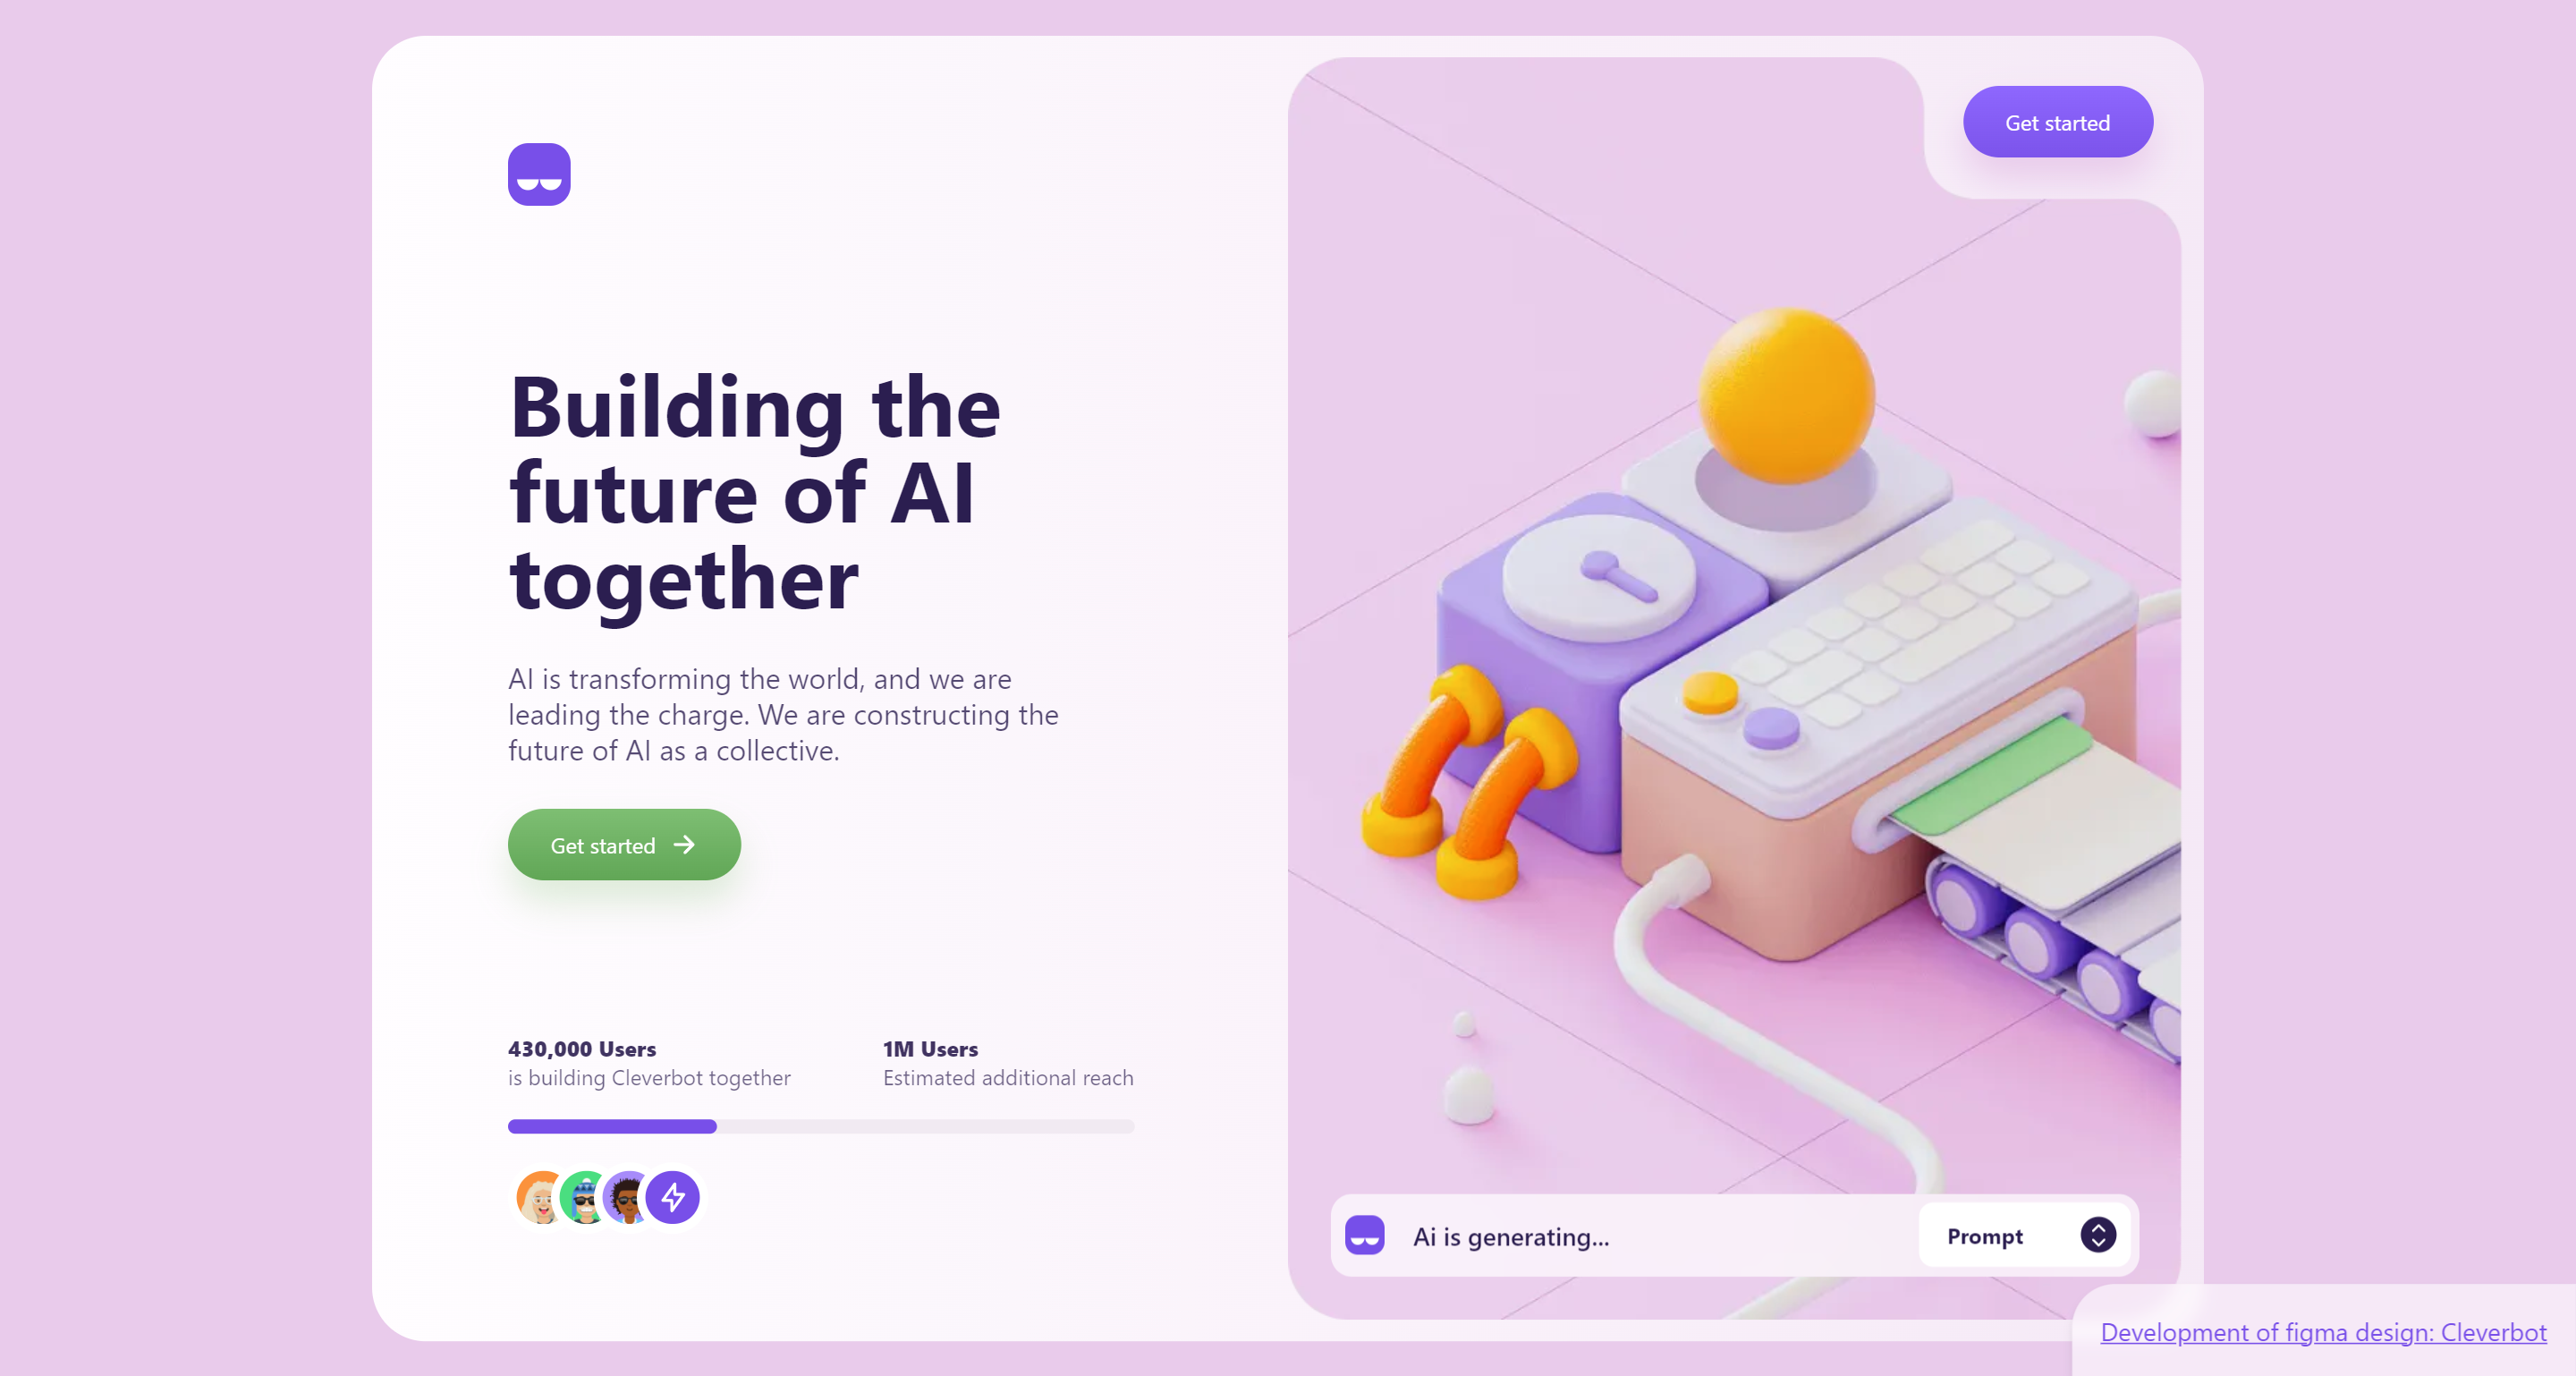 Get started
Building the
future of AI
together
AI is transforming the world, and we are
leading the charge. We are constructing the
future of AI as a collective.
Get started
430,000 Users
is building Cleverbot together
1M Users
Estimated additional reach
Ai is generating...
Prompt
Development of figma design: Cleverbot